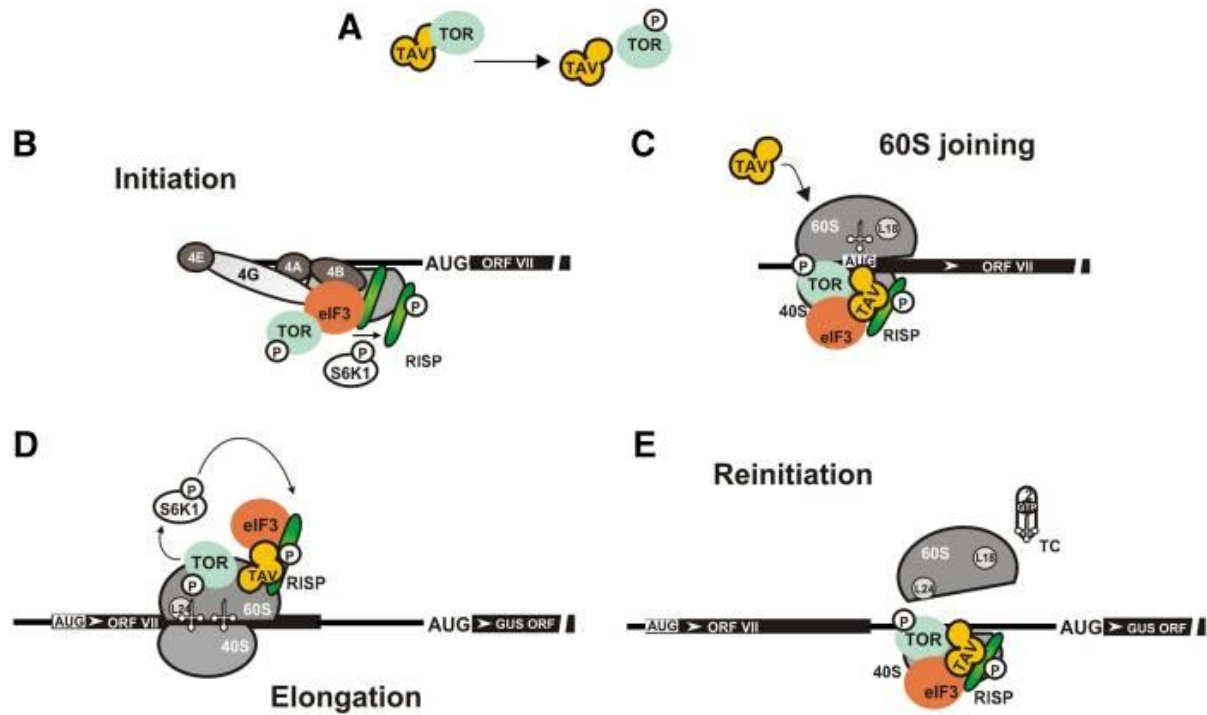 A
TAV TOR
TAV TOR P
B
Initiation
4E 4G 4A 4B AUG ORF VII
eIF3
TOR P
S6K1 P
RISP P
C
60S joining
TAV
60S L18
P AUG ORF VII
TOR TAV P
40S eIF3 RISP
D
P
S6K1
eIF3
TOR P
TAV RISP
P
L24 60S
AUG ORF VII AUG GUS ORF
40S
Elongation
E
Reinitiation
2
GTP
TC
60S L18
L24
P
AUG ORF VII AUG GUS ORF
TOR TAV
40S P
eIF3 RISP